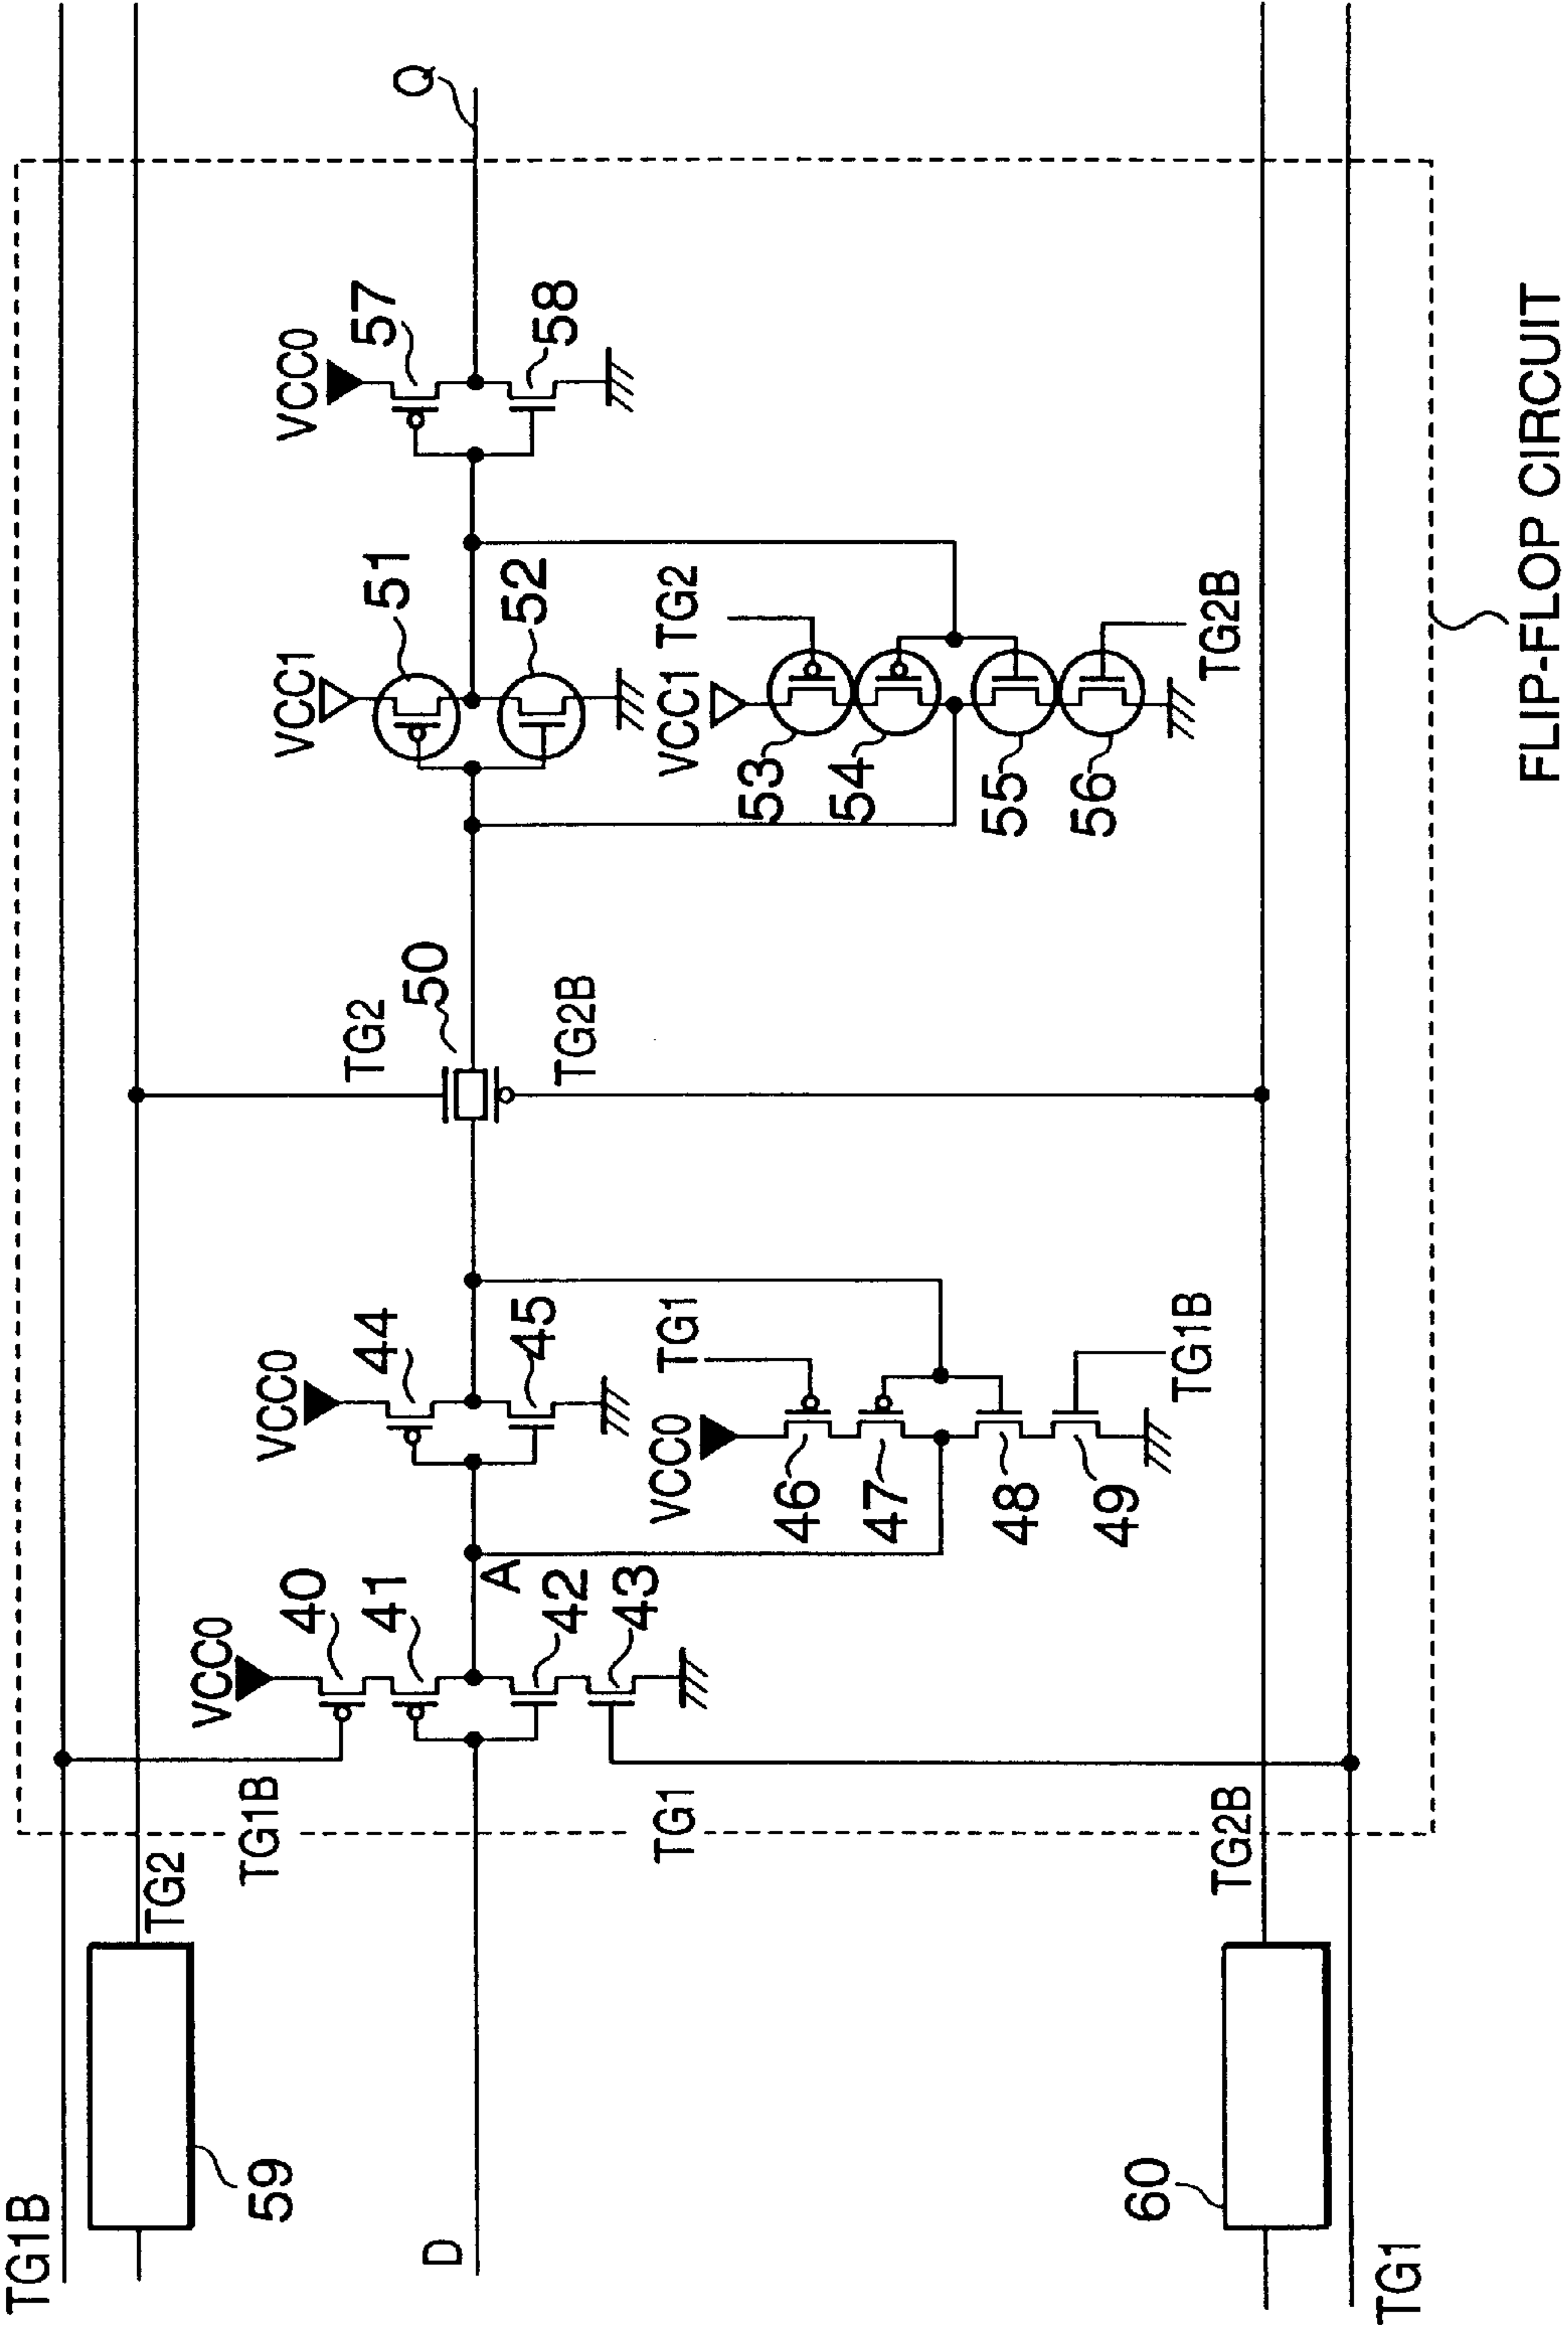 TG1B
59
TG2
D
60
TG2B
TG1
TG1B
TG1
VCC0
40
41
A
42
43
VCC0
44
45
VCC0
TG1
46
47
48
49
TG1B
TG2
50
TG2B
VCC1
51
52
VCC1
TG2
53
54
55
56
TG2B
VCC0
57
58
Q
FLIP-FLOP CIRCUIT